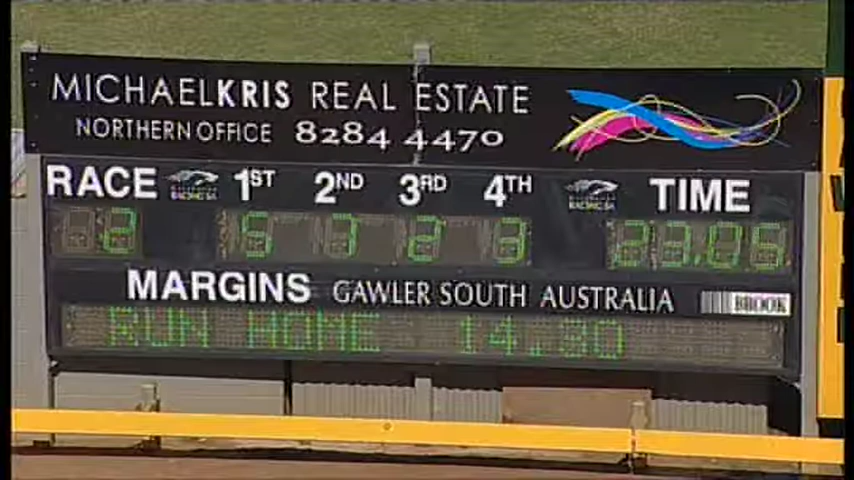 MICHAELKRIS REAL ESTATE
NORTHERN OFFICE 8284 4470
RACE 1ST 2ND 3RD 4TH TIME
2 5 7 2 3 23.05
MARGINS GAWLER SOUTH AUSTRALIA BROOK
RUN HOME 14.30